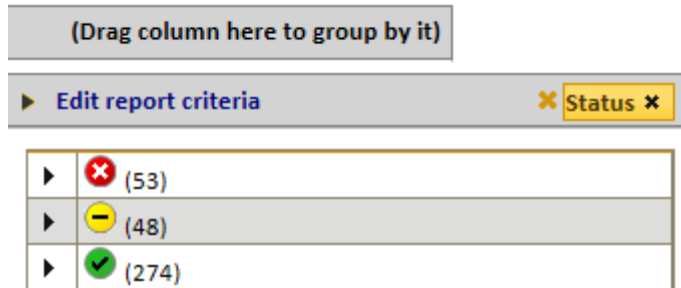 (Drag column here to group by it)
Edit report criteria Status
(53)
(48)
(274)